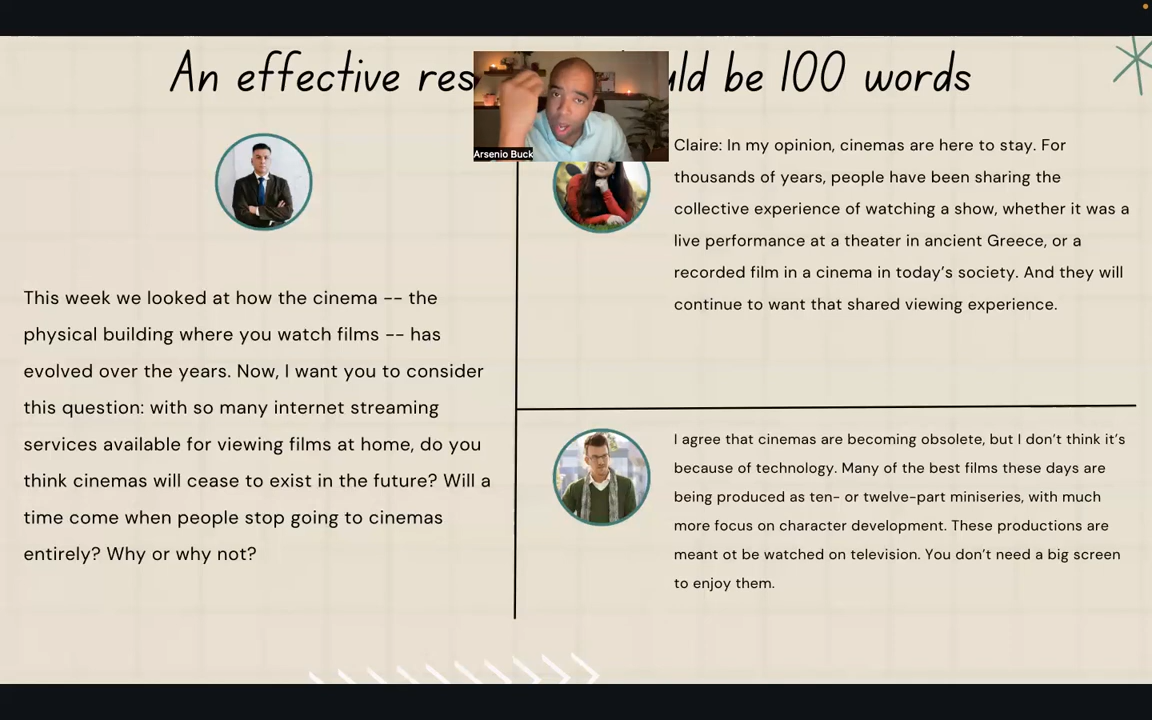 An effective res uld be 100 words
Arsenio Buck
This week we looked at how the cinema -- the
physical building where you watch films -- has
evolved over the years. Now, I want you to consider
this question: with so many internet streaming
services available for viewing films at home, do you
think cinemas will cease to exist in the future? Will a
time come when people stop going to cinemas
entirely? Why or why not?
Claire: In my opinion, cinemas are here to stay. For
thousands of years, people have been sharing the
collective experience of watching a show, whether it was a
live performance at a theater in ancient Greece, or a
recorded film in a cinema in today's society. And they will
continue to want that shared viewing experience.
I agree that cinemas are becoming obsolete, but I don't think it's
because of technology. Many of the best films these days are
being produced as ten- or twelve-part miniseries, with much
more focus on character development. These productions are
meant ot be watched on television. You don't need a big screen
to enjoy them.